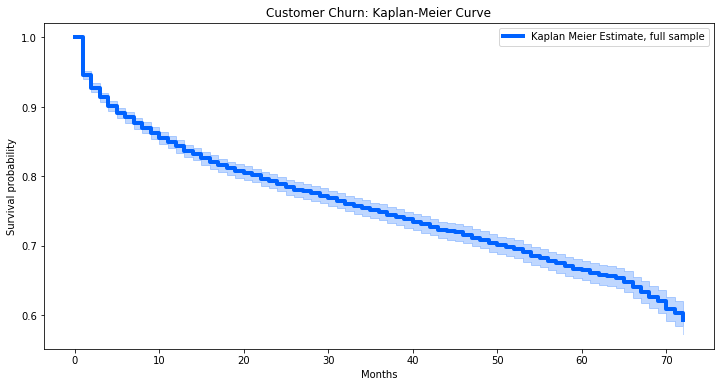 Customer Churn: Kaplan-Meier Curve
Kaplan Meier Estimate, full sample
Survival probability
1.0
0.9
0.8
0.7
0.6
0 10 20 30 40 50 60 70
Months